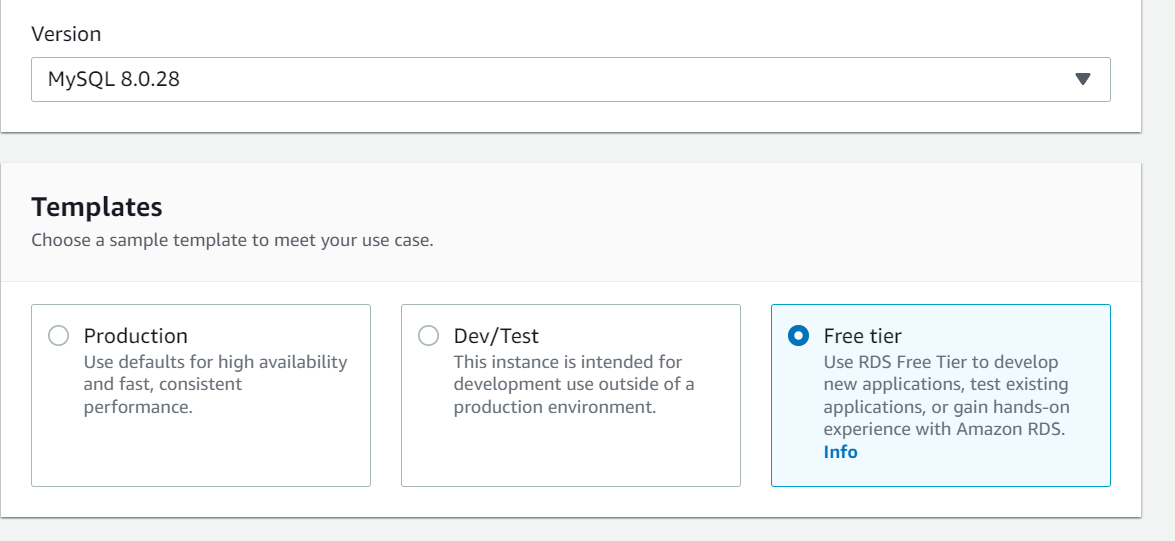 Version
MySQL 8.0.28
Templates
Choose a sample template to meet your use case.
Production
Use defaults for high availability
and fast, consistent
performance.
Dev/Test
This instance is intended for
development use outside of a
production environment.
Free tier
Use RDS Free Tier to develop
new applications, test existing
applications, or gain hands-on
experience with Amazon RDS.
Info